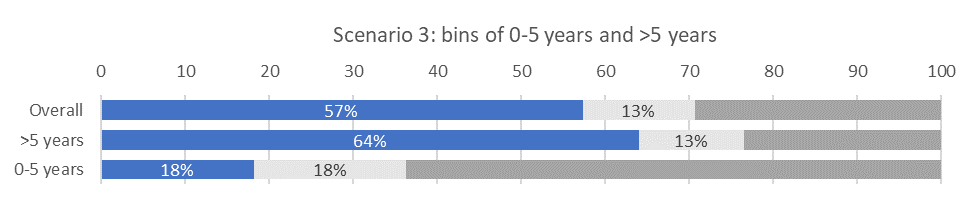 Scenario 3: bins of 0-5 years and >5 years
0 10 20 30 40 50 60 70 80 90 100
Overall 57% 13%
>5 years 64% 13%
0-5 years 18% 18%